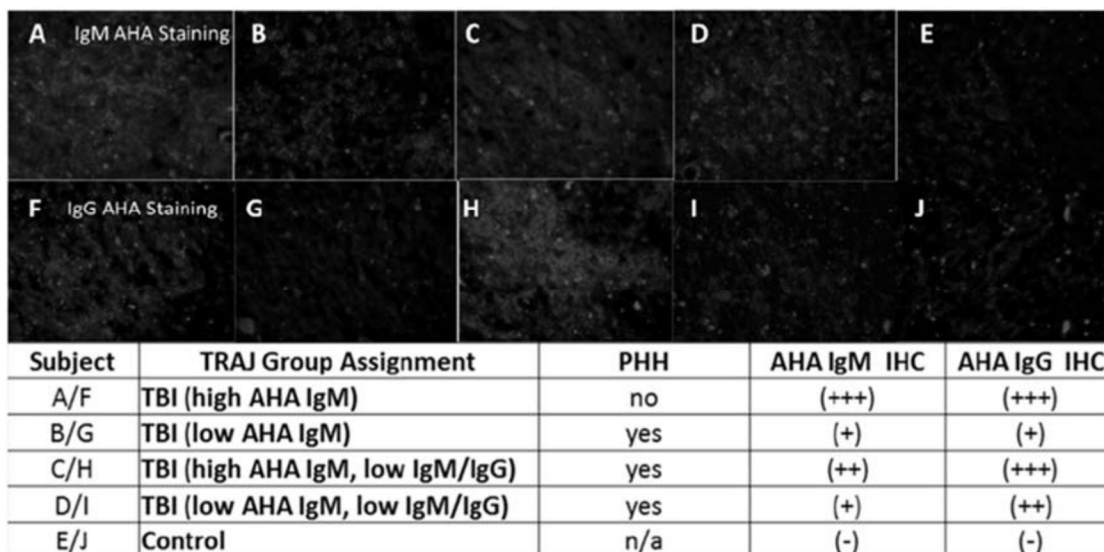 A IgM AHA Staining B C D E
F IgG AHA Staining G H I J
Subject TRAJ Group Assignment PHH AHA IgM IHC AHA IgG IHC
A/F TBI (high AHA IgM) no (+++) (+++)
B/G TBI (low AHA IgM) yes (+) (+)
C/H TBI (high AHA IgM, low IgM/IgG) yes (++) (+++)
D/I TBI (low AHA IgM, low IgM/IgG) yes (+) (++)
E/J Control n/a (-) (-)